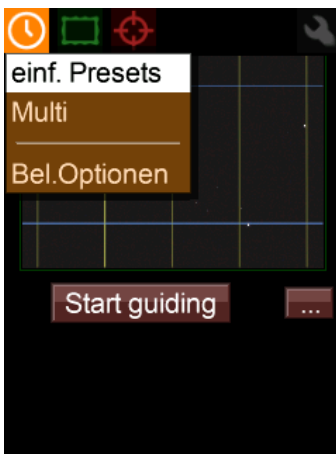 einf. Presets
Multi
Bel.Optionen
Start guiding
...